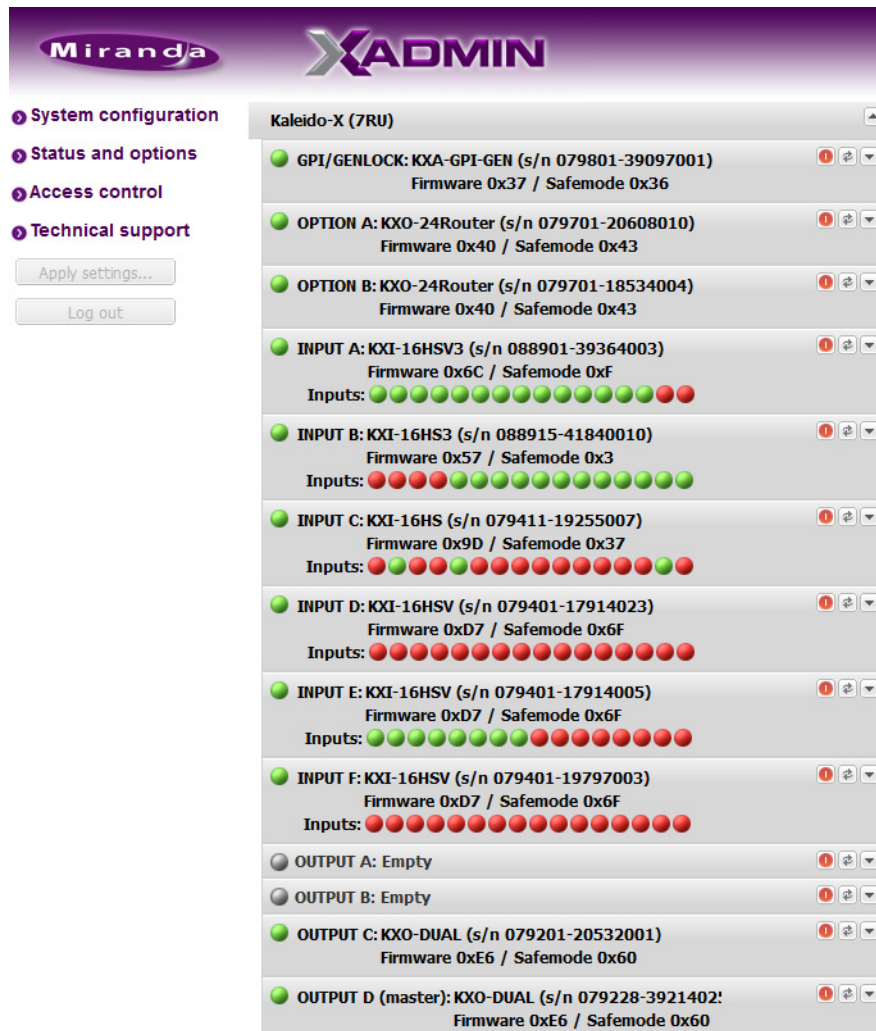 Miranda
XADMIN
System configuration
Status and options
Access control
Technical support
Apply settings...
Log out
Kaleido-X (7RU)
GPI/GENLOCK: KXA-GPI-GEN (s/n 079801-39097001)
Firmware 0x37 / Safemode 0x36
OPTION A: KXO-24Router (s/n 079701-20608010)
Firmware 0x40 / Safemode 0x43
OPTION B: KXO-24Router (s/n 079701-18534004)
Firmware 0x40 / Safemode 0x43
INPUT A: KXI-16HSV3 (s/n 088901-39364003)
Firmware 0x6C / Safemode 0xF
Inputs:
INPUT B: KXI-16HS3 (s/n 088915-41840010)
Firmware 0x57 / Safemode 0x3
Inputs:
INPUT C: KXI-16HS (s/n 079411-19255007)
Firmware 0x9D / Safemode 0x37
Inputs:
INPUT D: KXI-16HSV (s/n 079401-17914023)
Firmware 0xD7 / Safemode 0x6F
Inputs:
INPUT E: KXI-16HSV (s/n 079401-17914005)
Firmware 0xD7 / Safemode 0x6F
Inputs:
INPUT F: KXI-16HSV (s/n 079401-19797003)
Firmware 0xD7 / Safemode 0x6F
Inputs:
OUTPUT A: Empty
OUTPUT B: Empty
OUTPUT C: KXO-DUAL (s/n 079201-20532001)
Firmware 0xE6 / Safemode 0x60
OUTPUT D (master): KXO-DUAL (s/n 079228-3921402
Firmware 0xE6 / Safemode 0x60